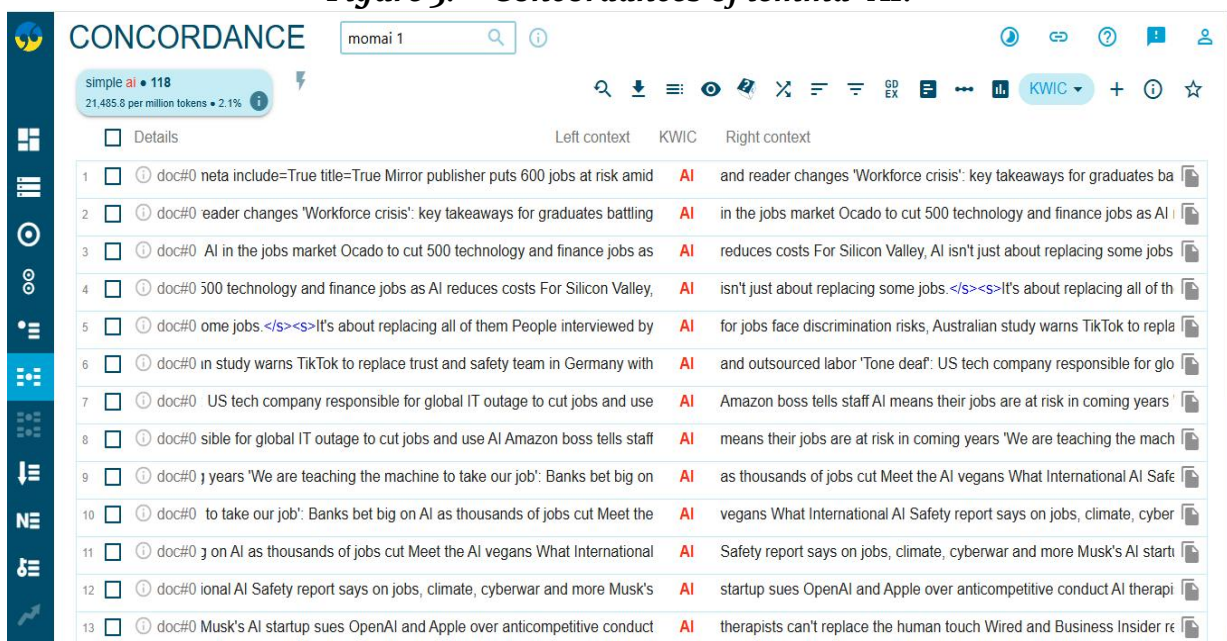 Figure 3. Concordances of lemma "AI."
CONCORDANCE momai 1
simple ai • 118
21,485.8 per million tokens • 2.1%
GD EX KWIC
Details Left context KWIC Right context
1 doc#0 neta include=True title=True Mirror publisher puts 600 jobs at risk amid AI and reader changes 'Workforce crisis': key takeaways for graduates ba
2 doc#0 eader changes 'Workforce crisis': key takeaways for graduates battling AI in the jobs market Ocado to cut 500 technology and finance jobs as AI
3 doc#0 AI in the jobs market Ocado to cut 500 technology and finance jobs as AI reduces costs For Silicon Valley, AI isn't just about replacing some jobs
4 doc#0 500 technology and finance jobs as AI reduces costs For Silicon Valley, AI isn't just about replacing some jobs.</s><s>It's about replacing all of th
5 doc#0 ome jobs.</s><s>It's about replacing all of them People interviewed by AI for jobs face discrimination risks, Australian study warns TikTok to repla
6 doc#0 in study warns TikTok to replace trust and safety team in Germany with AI and outsourced labor 'Tone deaf': US tech company responsible for glo
7 doc#0 US tech company responsible for global IT outage to cut jobs and use AI Amazon boss tells staff AI means their jobs are at risk in coming years '
8 doc#0 sible for global IT outage to cut jobs and use AI Amazon boss tells staff AI means their jobs are at risk in coming years 'We are teaching the mach
9 doc#0 g years 'We are teaching the machine to take our job': Banks bet big on AI as thousands of jobs cut Meet the AI vegans What International AI Safe
10 doc#0 to take our job': Banks bet big on AI as thousands of jobs cut Meet the AI vegans What International AI Safety report says on jobs, climate, cyber
11 doc#0 g on AI as thousands of jobs cut Meet the AI vegans What International AI Safety report says on jobs, climate, cyberwar and more Musk's AI startu
12 doc#0 ional AI Safety report says on jobs, climate, cyberwar and more Musk's AI startup sues OpenAI and Apple over anticompetitive conduct AI therapi
13 doc#0 Musk's AI startup sues OpenAI and Apple over anticompetitive conduct AI therapists can't replace the human touch Wired and Business Insider re